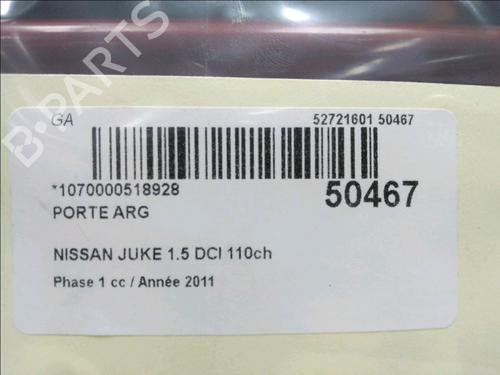 GA
52721601 50467
*1070000518928
50467
PORTE ARG
NISSAN JUKE 1.5 DCI 110ch
Phase 1 cc / Année 2011
B-PARTS